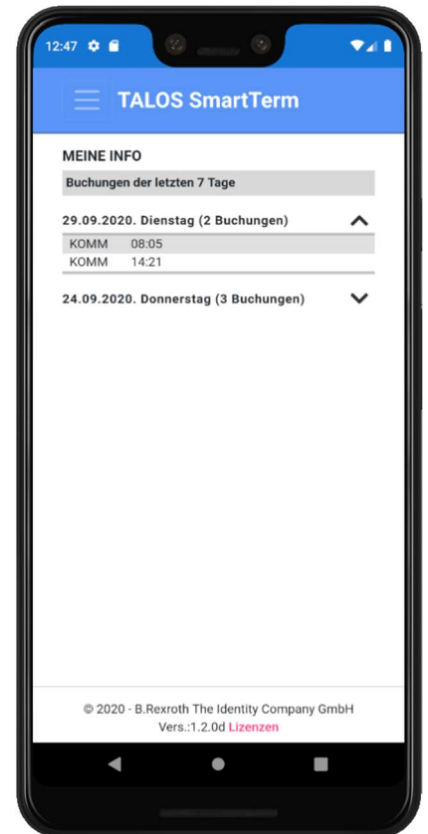 12:47
TALOS SmartTerm
MEINE INFO
Buchungen der letzten 7 Tage
29.09.2020. Dienstag (2 Buchungen)
KOMM 08:05
KOMM 14:21
24.09.2020. Donnerstag (3 Buchungen)
© 2020 - B.Rexroth The Identity Company GmbH
Vers.:1.2.0d Lizenzen